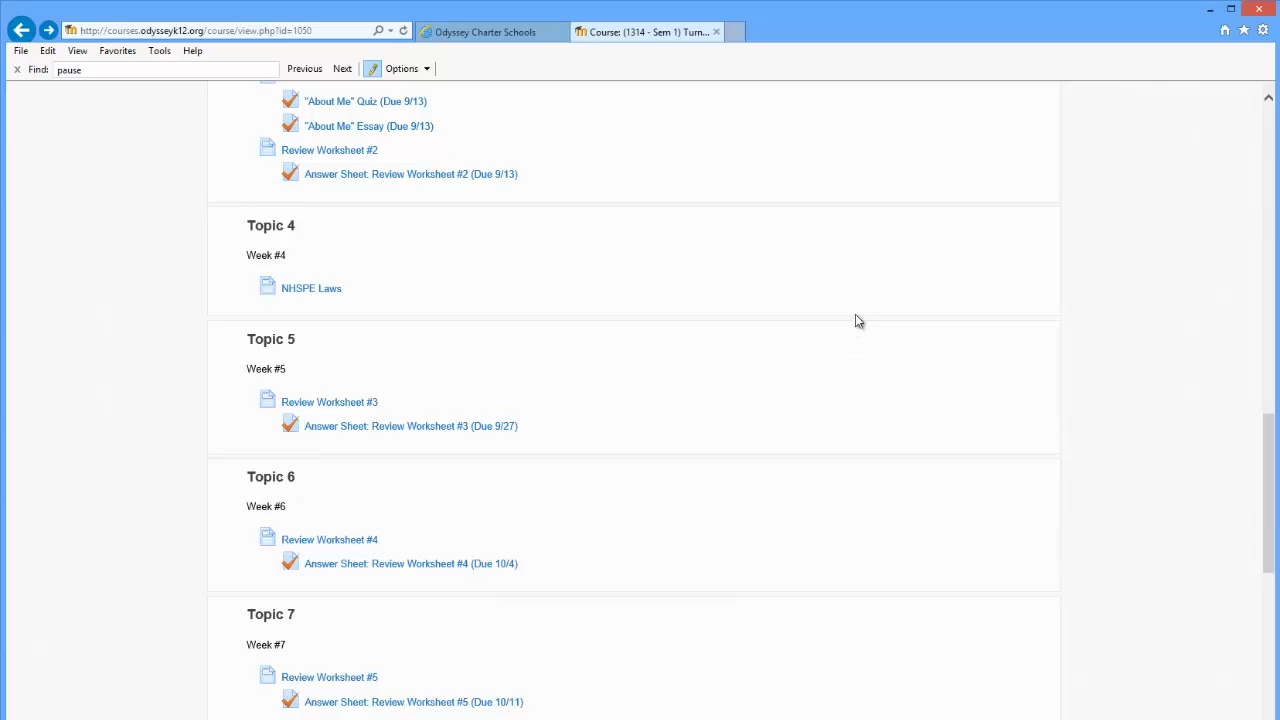 http://courses.odysseyk12.org/course/view.php?id=1050
Odyssey Charter Schools
Course: (1314 - Sem 1) Turn...
File Edit View Favorites Tools Help
Find: pause Previous Next Options
"About Me" Quiz (Due 9/13)
"About Me" Essay (Due 9/13)
Review Worksheet #2
Answer Sheet: Review Worksheet #2 (Due 9/13)
Topic 4
Week #4
NHSPE Laws
Topic 5
Week #5
Review Worksheet #3
Answer Sheet: Review Worksheet #3 (Due 9/27)
Topic 6
Week #6
Review Worksheet #4
Answer Sheet: Review Worksheet #4 (Due 10/4)
Topic 7
Week #7
Review Worksheet #5
Answer Sheet: Review Worksheet #5 (Due 10/11)